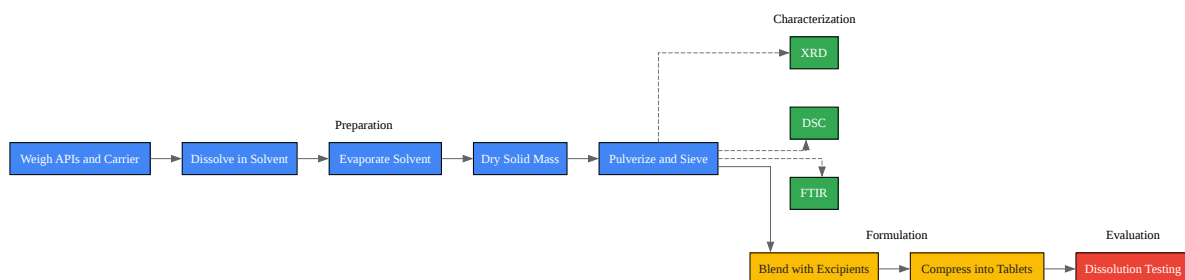 Characterization
XRD
DSC
Preparation
Weigh APIs and Carrier
Dissolve in Solvent
Evaporate Solvent
Dry Solid Mass
Pulverize and Sieve
FTIR
Formulation
Evaluation
Blend with Excipients
Compress into Tablets
Dissolution Testing